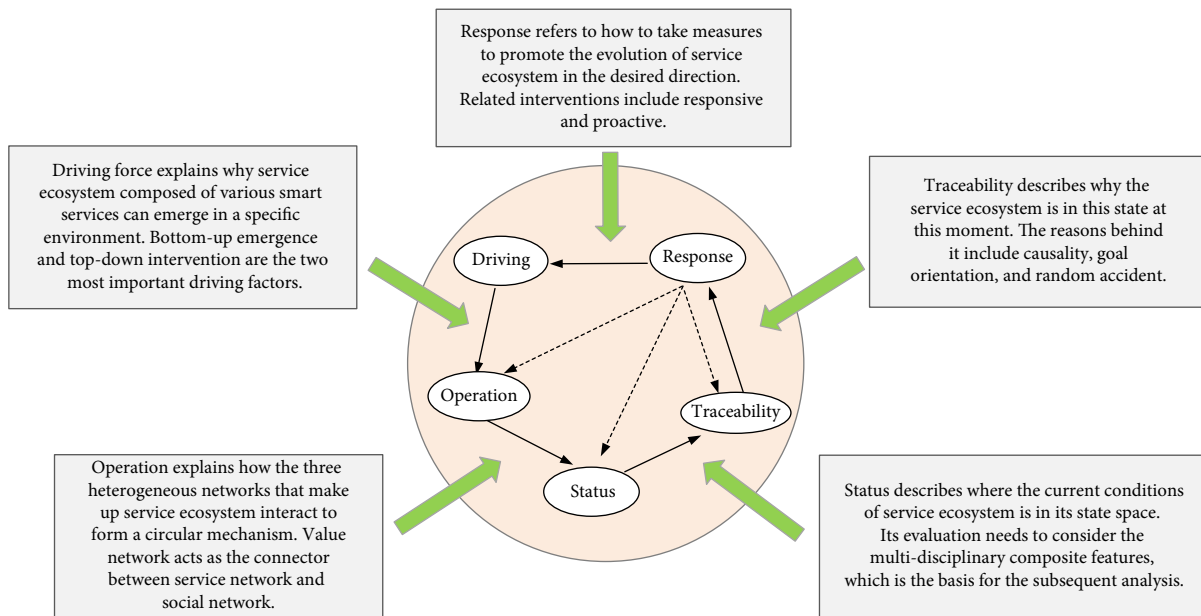 Response refers to how to take measures
to promote the evolution of service
ecosystem in the desired direction.
Related interventions include responsive
and proactive.
Driving force explains why service
ecosystem composed of various smart
services can emerge in a specific
environment. Bottom-up emergence
and top-down intervention are the two
most important driving factors.
Traceability describes why the
service ecosystem is in this state at
this moment. The reasons behind
it include causality, goal
orientation, and random accident.
Driving
Response
Operation
Traceability
Status
Operation explains how the three
heterogeneous networks that make
up service ecosystem interact to
form a circular mechanism. Value
network acts as the connector
between service network and
social network.
Status describes where the current conditions
of service ecosystem is in its state space.
Its evaluation needs to consider the
multi-disciplinary composite features,
which is the basis for the subsequent analysis.